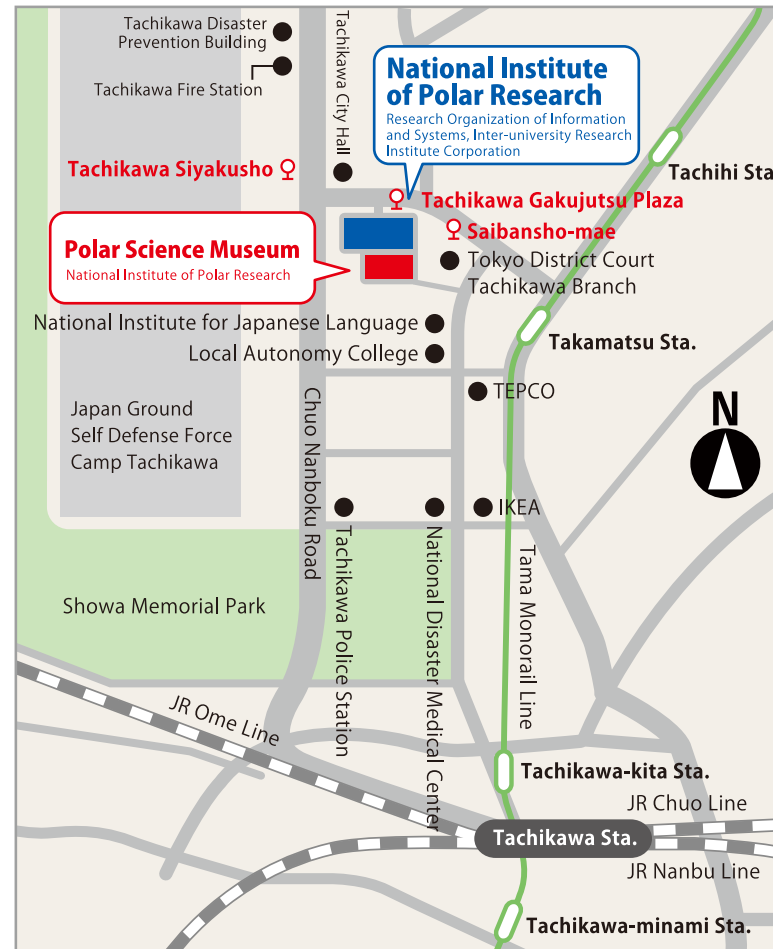 Tachikawa Disaster
Prevention Building
Tachikawa Fire Station
Tachikawa City Hall
National Institute
of Polar Research
Research Organization of Information
and Systems, Inter-university Research
Institute Corporation
Tachihi Sta
Tachikawa Siyakusho
Tachikawa Gakujutsu Plaza
Saibansho-mae
Polar Science Museum
National Institute of Polar Research
Tokyo District Court
Tachikawa Branch
National Institute for Japanese Language
Takamatsu Sta.
Local Autonomy College
TEPCO
Japan Ground
Self Defense Force
Camp Tachikawa
Chuo Nanboku Road
N
IKEA
Tachikawa Police Station
National Disaster Medical Center
Tama Monorail Line
Showa Memorial Park
JR Ome Line
Tachikawa-kita Sta.
JR Chuo Line
Tachikawa Sta.
JR Nanbu Line
Tachikawa-minami Sta.